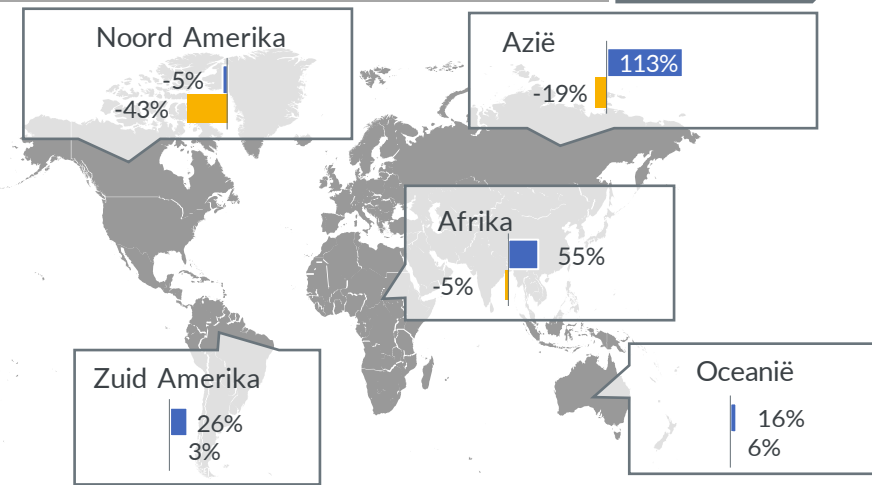 Noord Amerika
-5%
-43%
Azië
113%
-19%
Afrika
55%
-5%
Zuid Amerika
26%
3%
Oceanië
16%
6%